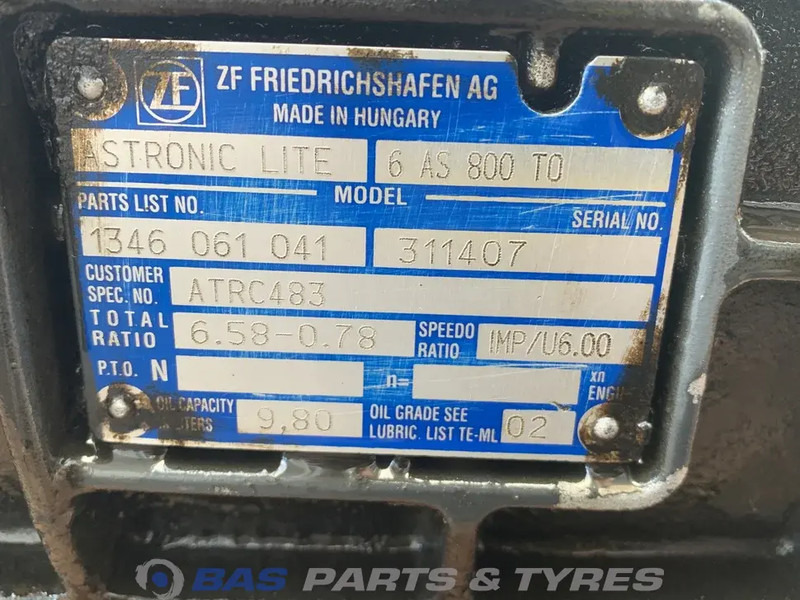 ZF
ZF FRIEDRICHSHAFEN AG
MADE IN HUNGARY
ASTRONIC LITE 6 AS 800 TO
MODEL
PARTS LIST NO. SERIAL NO.
1346 061 041 311407
CUSTOMER
SPEC. NO. ATRC483
TOTAL
RATIO 6.58-0.78 SPEEDO
RATIO IMP/U6.00
P.T.O. N n= xn
ENGI
OIL CAPACITY 9,80 OIL GRADE SEE
LUBRIC. LIST TE-ML 02
BAS PARTS & TYRES